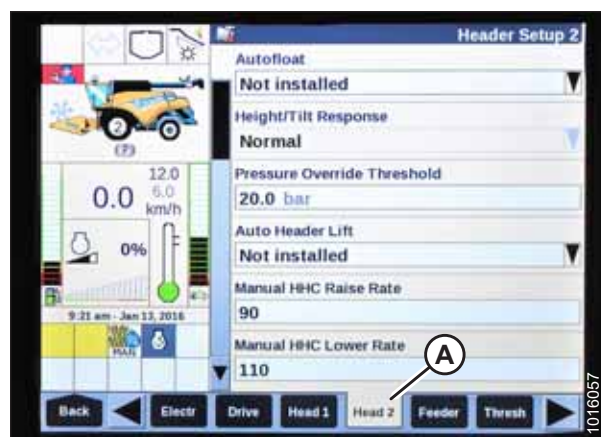 Header Setup 2
Autofloat
Not installed
Height/Tilt Response
Normal
Pressure Override Threshold
20.0 bar
Auto Header Lift
Not installed
Manual HHC Raise Rate
90
Manual HHC Lower Rate
110
2
(?)
12.0
0.0 6.0
km/h
0%
9:21 am - Jan 13, 2016
MAN
A
Back Electr Drive Head 1 Head 2 Feeder Thresh
1016057